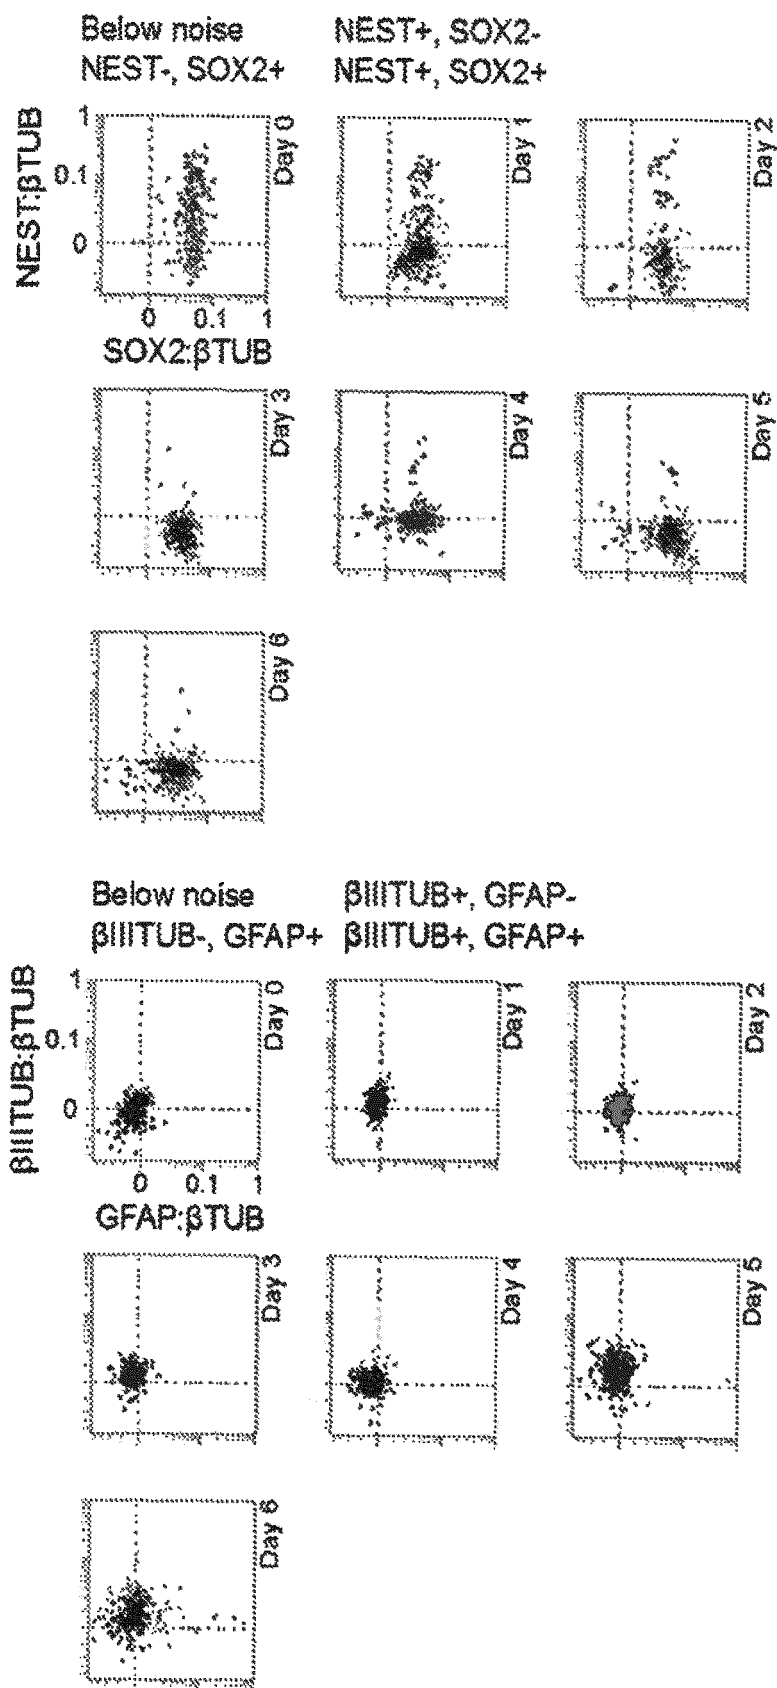 Below noise NEST+, SOX2-
NEST-, SOX2+ NEST+, SOX2+
NEST:βTUB
1
0.1
0
Day 0
Day 1
Day 2
0 0.1 1
SOX2:βTUB
Day 3
Day 4
Day 5
Day 6
Below noise βIIITUB+, GFAP-
βIIITUB-, GFAP+ βIIITUB+, GFAP+
βIIITUB:βTUB
1
0.1
0
Day 0
Day 1
Day 2
0 0.1 1
GFAP:βTUB
Day 3
Day 4
Day 5
Day 6